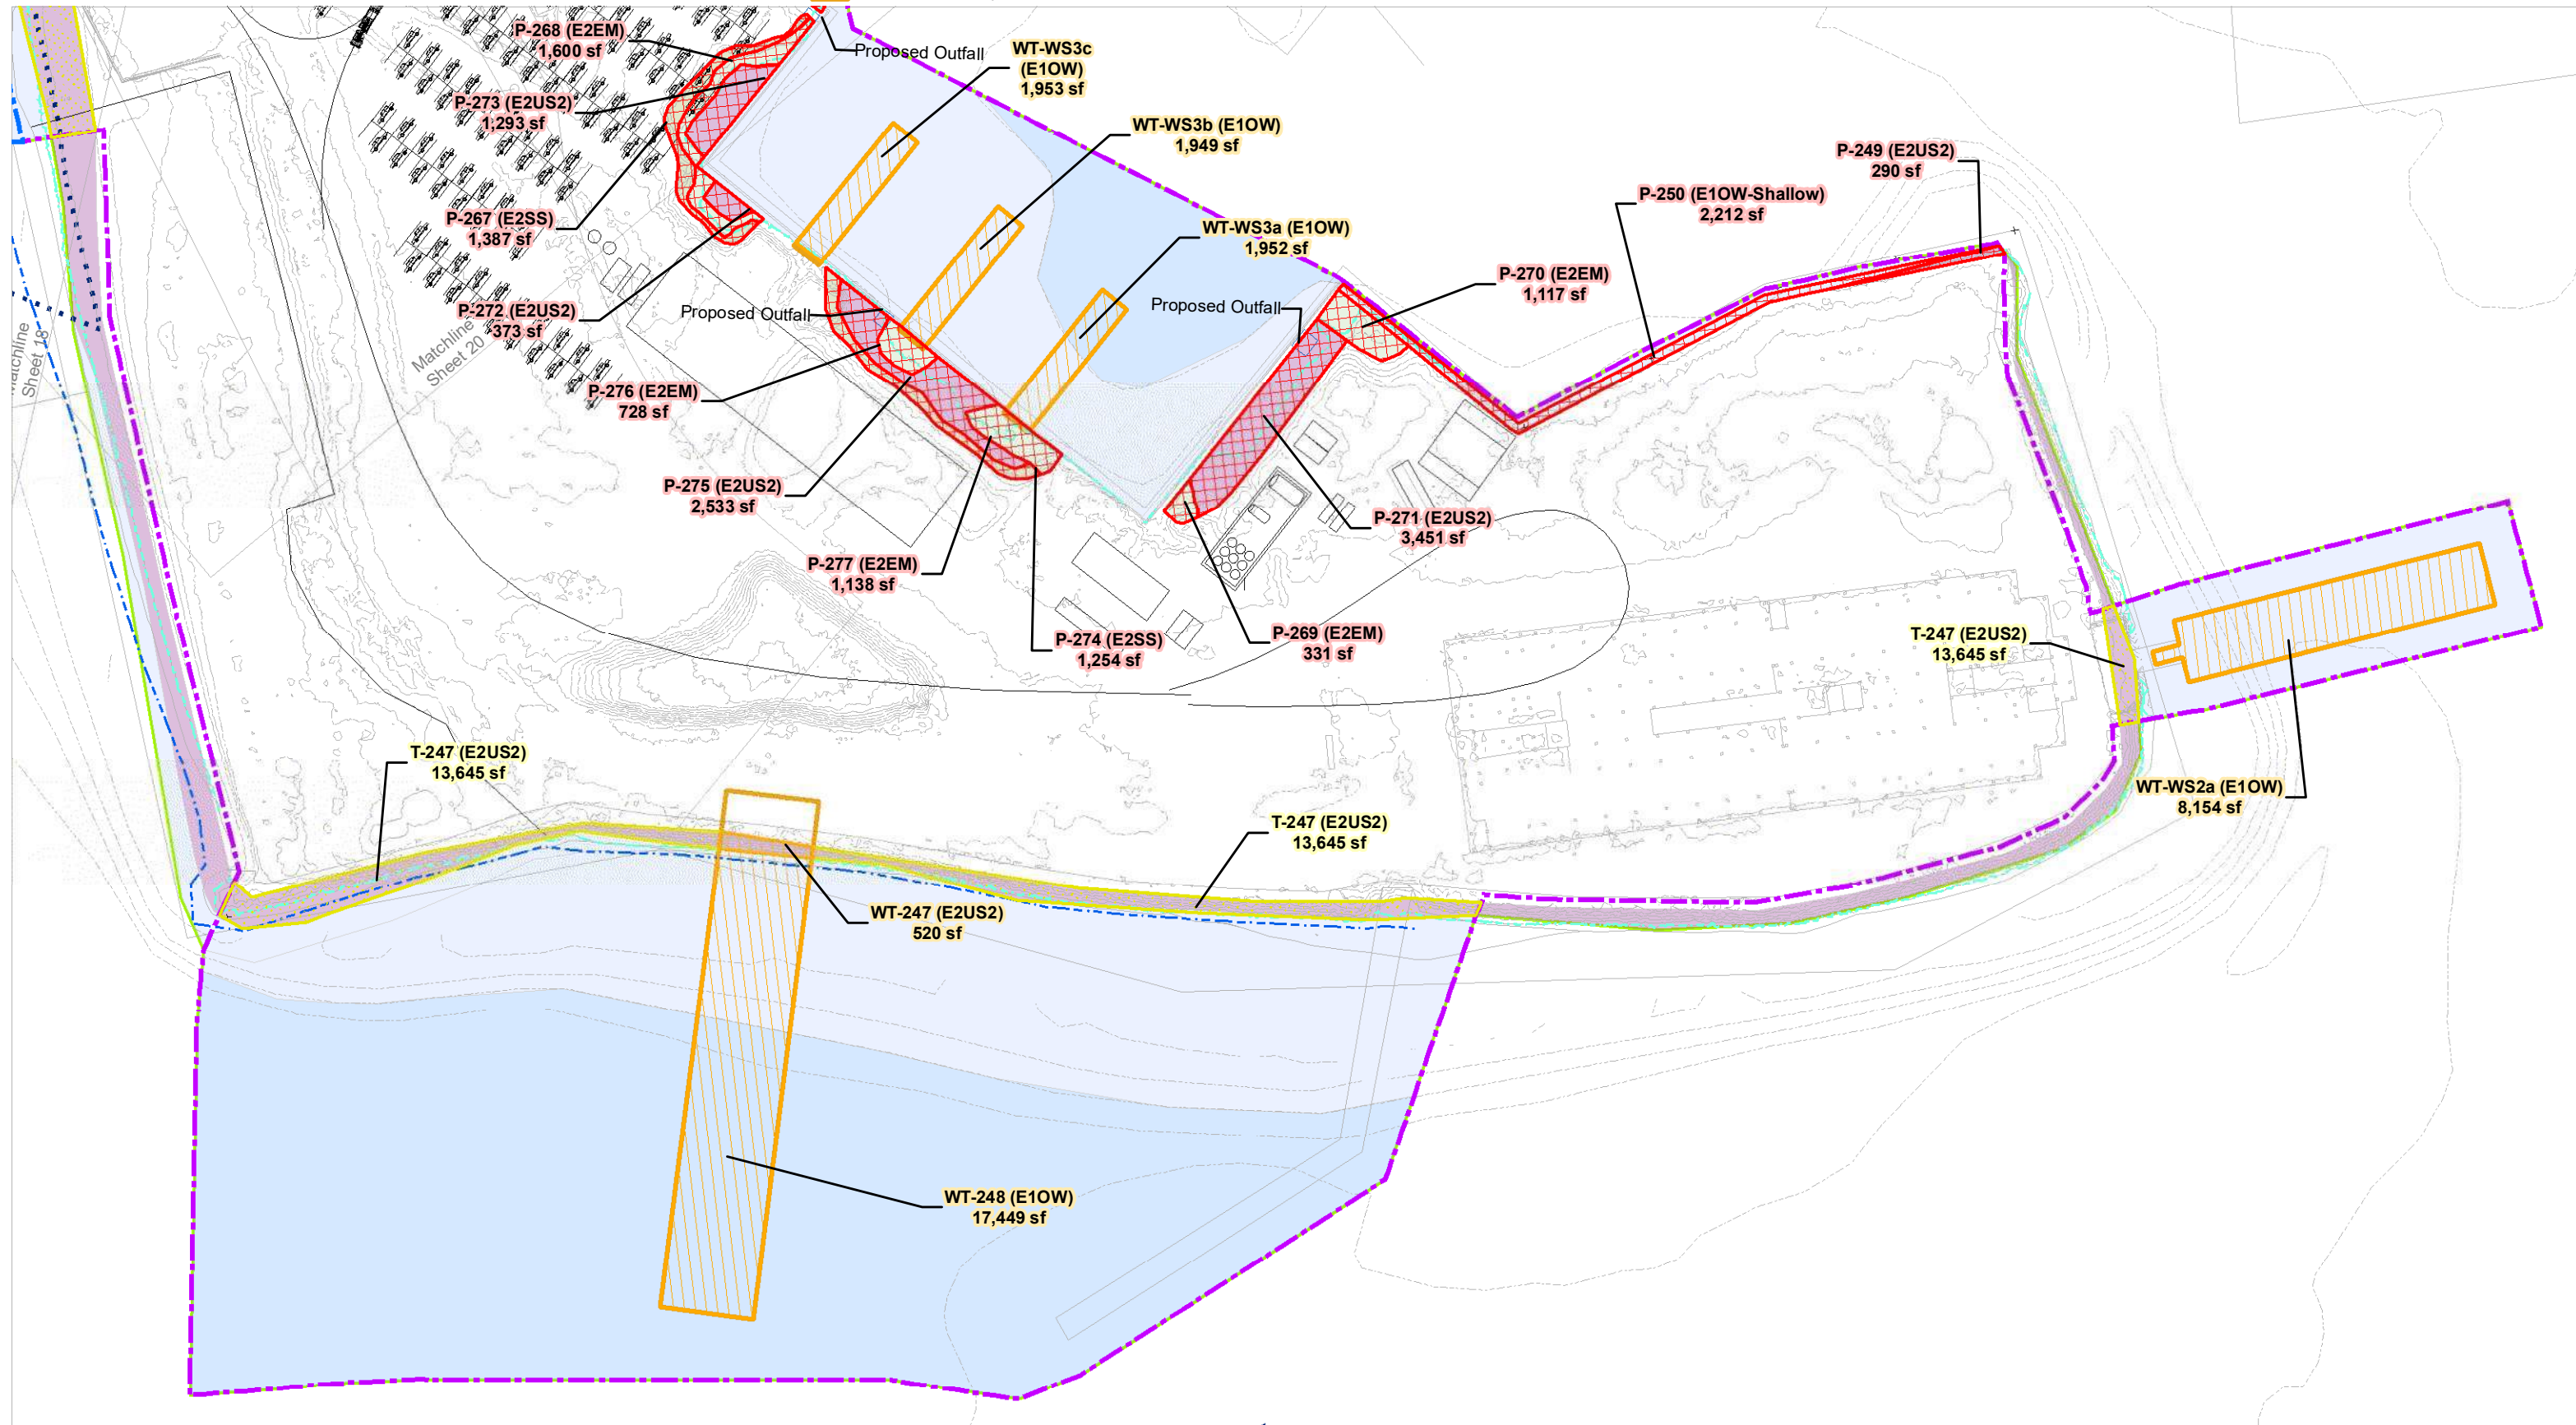 P-268 (E2EM)
1,600 sf
Proposed Outfall
WT-WS3c
(E1OW)
1,953 sf
P-273 (E2US2)
1,293 sf
WT-WS3b (E1OW)
1,949 sf
P-249 (E2US2)
290 sf
P-250 (E1OW-Shallow)
2,212 sf
P-267 (E2SS)
1,387 sf
WT-WS3a (E1OW)
1,952 sf
P-270 (E2EM)
1,117 sf
P-272 (E2US2)
373 sf
Proposed Outfall
Proposed Outfall
Matchline
Sheet 18
Matchline
Sheet 20
P-276 (E2EM)
728 sf
P-275 (E2US2)
2,533 sf
P-271 (E2US2)
3,451 sf
P-277 (E2EM)
1,138 sf
P-274 (E2SS)
1,254 sf
P-269 (E2EM)
331 sf
T-247 (E2US2)
13,645 sf
T-247 (E2US2)
13,645 sf
WT-WS2a (E1OW)
8,154 sf
T-247 (E2US2)
13,645 sf
WT-247 (E2US2)
520 sf
WT-248 (E1OW)
17,449 sf